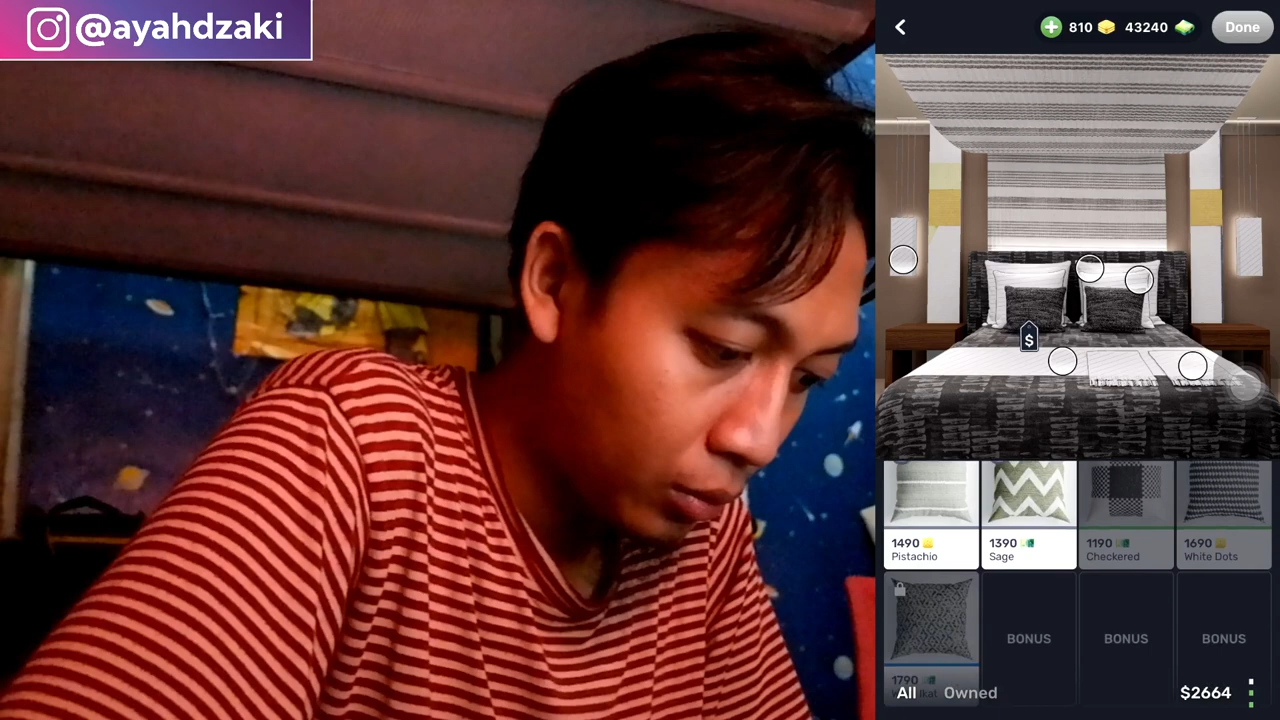 @ayahdzaki
810
43240
Done
$
1490
Pistachio
1390
Sage
1190
Checkered
1690
White Dots
1790
BONUS
BONUS
BONUS
All
Owned
$2664